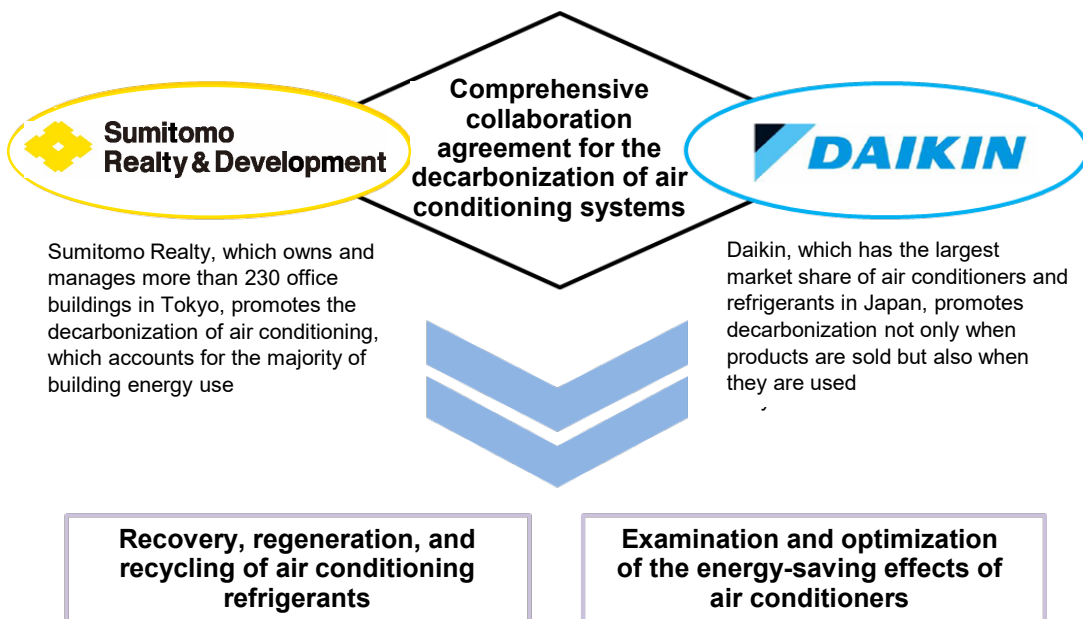 Comprehensive
collaboration
agreement for the
decarbonization of air
conditioning systems
Sumitomo
Realty & Development
DAIKIN
Sumitomo Realty, which owns and
manages more than 230 office
buildings in Tokyo, promotes the
decarbonization of air conditioning,
which accounts for the majority of
building energy use
Daikin, which has the largest
market share of air conditioners and
refrigerants in Japan, promotes
decarbonization not only when
products are sold but also when
they are used
Recovery, regeneration, and
recycling of air conditioning
refrigerants
Examination and optimization
of the energy-saving effects of
air conditioners